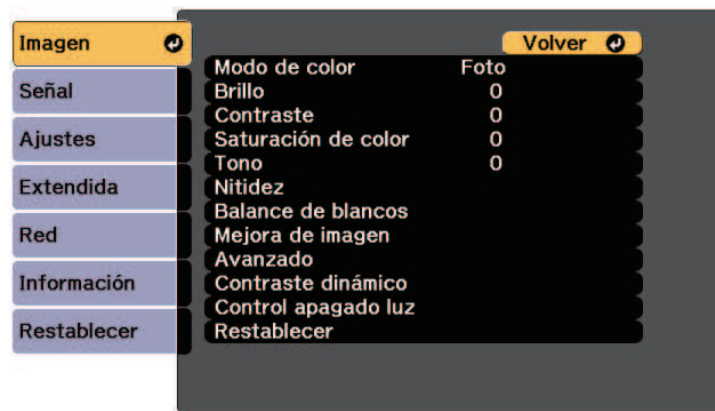 Imagen
Señal
Ajustes
Extendida
Red
Información
Restablecer
Volver
Modo de color Foto
Brillo 0
Contraste 0
Saturación de color 0
Tono 0
Nitidez
Balance de blancos
Mejora de imagen
Avanzado
Contraste dinámico
Control apagado luz
Restablecer